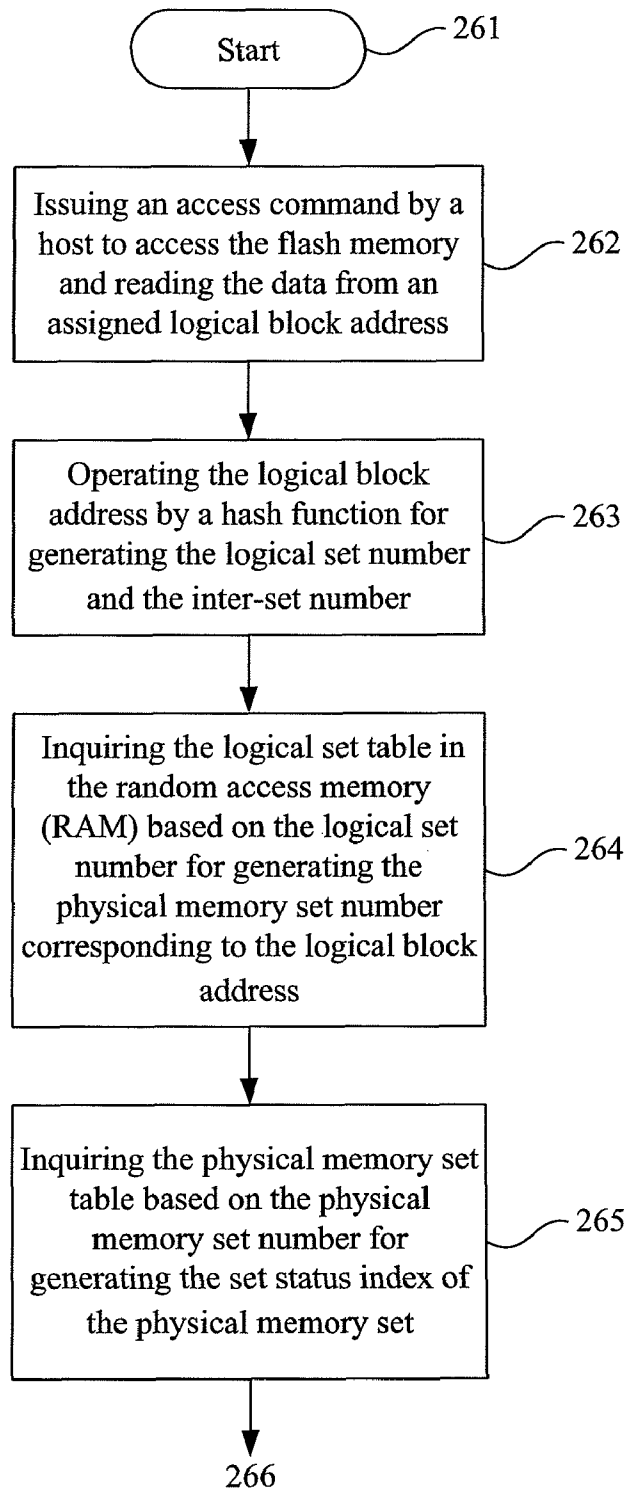 Start
261
Issuing an access command by a
host to access the flash memory
and reading the data from an
assigned logical block address
262
Operating the logical block
address by a hash function for
generating the logical set number
and the inter-set number
263
Inquiring the logical set table in
the random access memory
(RAM) based on the logical set
number for generating the
physical memory set number
corresponding to the logical block
address
264
Inquiring the physical memory set
table based on the physical
memory set number for
generating the set status index of
the physical memory set
265
266